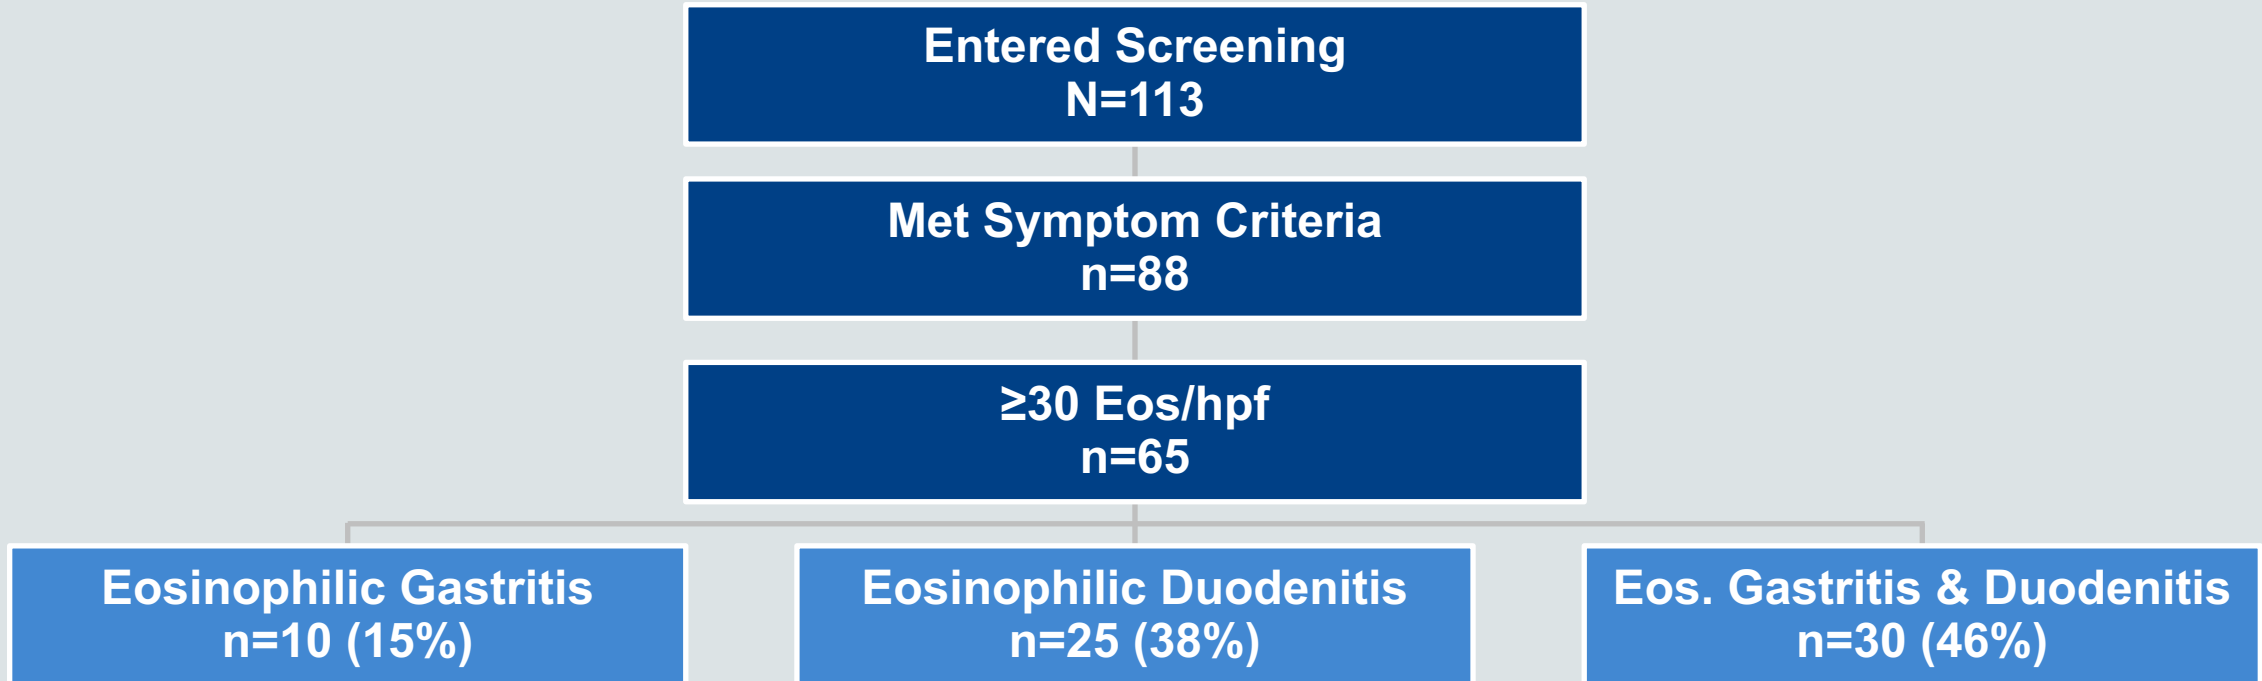 Entered Screening
N=113
Met Symptom Criteria
n=88
≥30 Eos/hpf
n=65
Eosinophilic Gastritis
n=10 (15%)
Eosinophilic Duodenitis
n=25 (38%)
Eos. Gastritis & Duodenitis
n=30 (46%)